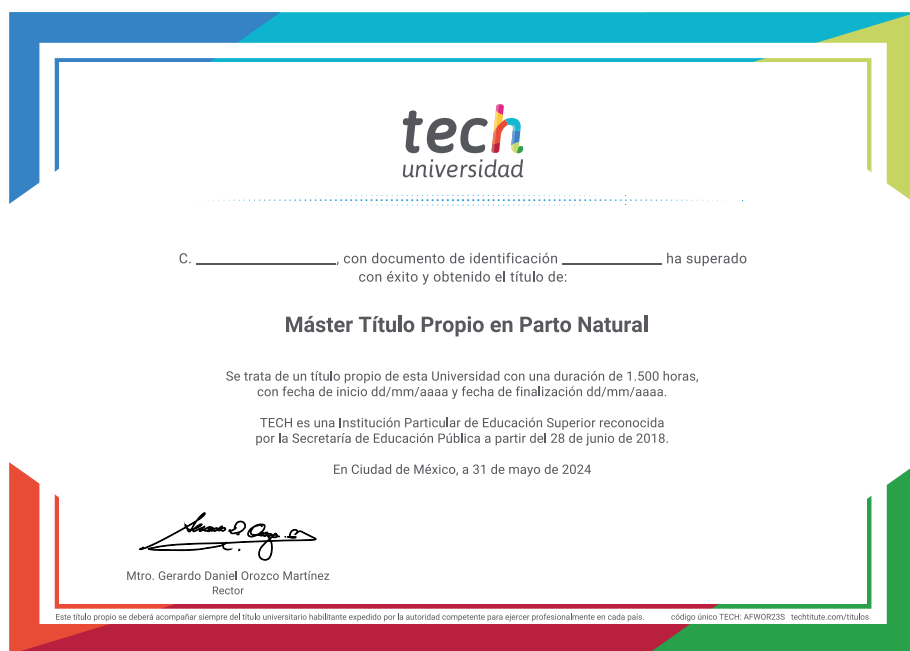 tech
universidad
C. ____________________, con documento de identificación ______________ ha superado
con éxito y obtenido el título de:
Máster Título Propio en Parto Natural
Se trata de un título propio de esta Universidad con una duración de 1.500 horas,
con fecha de inicio dd/mm/aaaa y fecha de finalización dd/mm/aaaa.
TECH es una Institución Particular de Educación Superior reconocida
por la Secretaría de Educación Pública a partir del 28 de junio de 2018.
En Ciudad de México, a 31 de mayo de 2024
Mtro. Gerardo Daniel Orozco Martínez
Rector
Este título propio se deberá acompañar siempre del título universitario habilitante expedido por la autoridad competente para ejercer profesionalmente en cada país. código único TECH: AFWOR23S techtitute.com/titulos